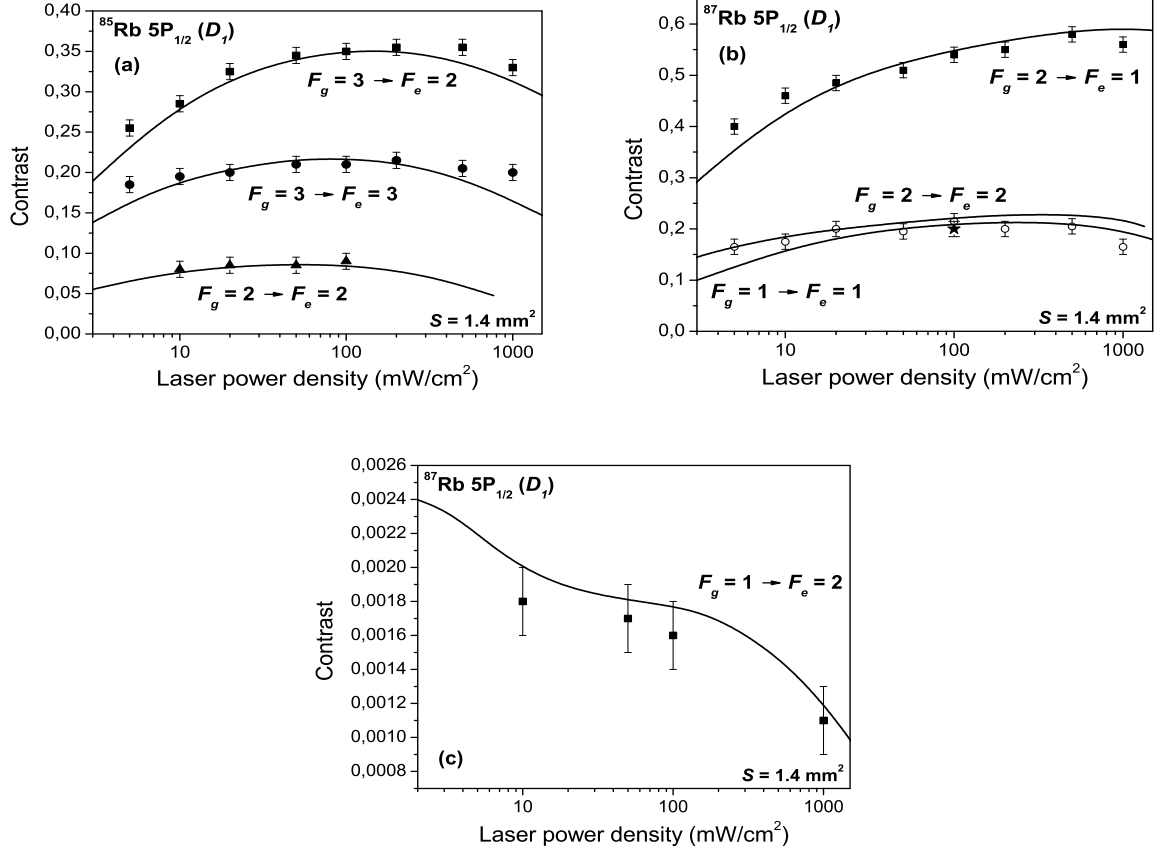 0,40
0,35
0,30
0,25
0,20
0,15
0,10
0,05
0,00
Contrast
⁸⁵Rb 5P₁/₂ (D₁)
(a)
F_g = 3 → F_e = 2
F_g = 3 → F_e = 3
F_g = 2 → F_e = 2
S = 1.4 mm²
10 100 1000
Laser power density (mW/cm²)
0,6
0,5
0,4
0,3
0,2
0,1
0,0
Contrast
⁸⁷Rb 5P₁/₂ (D₁)
(b)
F_g = 2 → F_e = 1
F_g = 2 → F_e = 2
F_g = 1 → F_e = 1
S = 1.4 mm²
10 100 1000
Laser power density (mW/cm²)
0,0026
0,0024
0,0022
0,0020
0,0018
0,0016
0,0014
0,0012
0,0010
0,0008
Contrast
⁸⁷Rb 5P₁/₂ (D₁)
F_g = 1 → F_e = 2
(c)
S = 1.4 mm²
10 100 1000
Laser power density (mW/cm²)